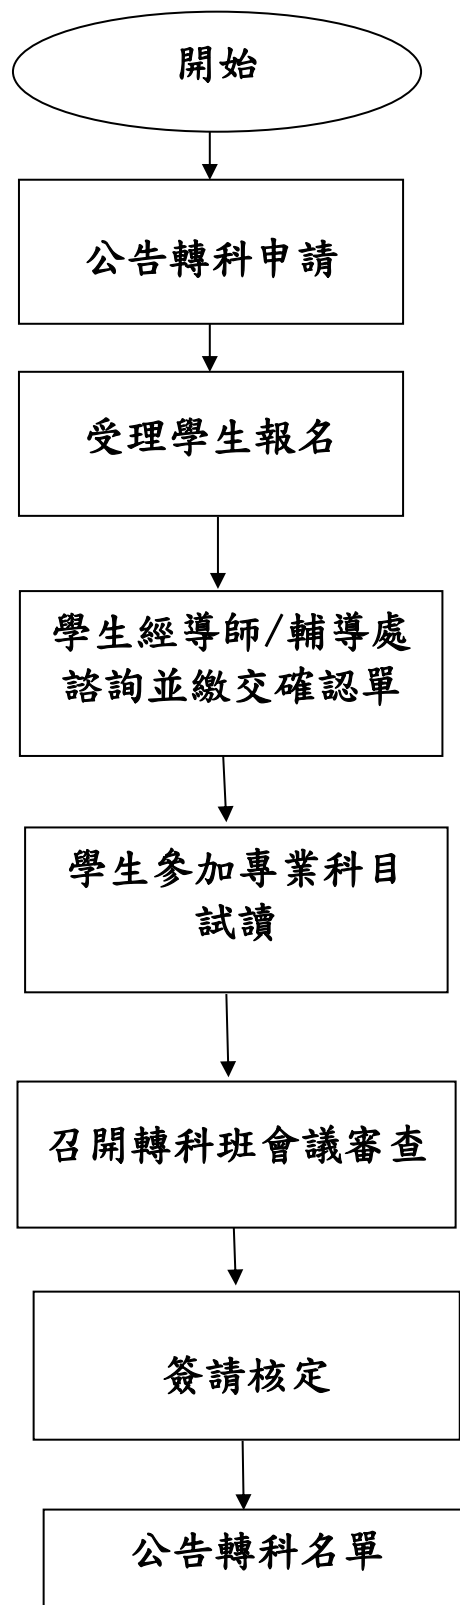 開始
公告轉科申請
受理學生報名
學生經導師/輔導處
諮詢並繳交確認單
學生參加專業科目
試讀
召開轉科班會議審查
簽請核定
公告轉科名單